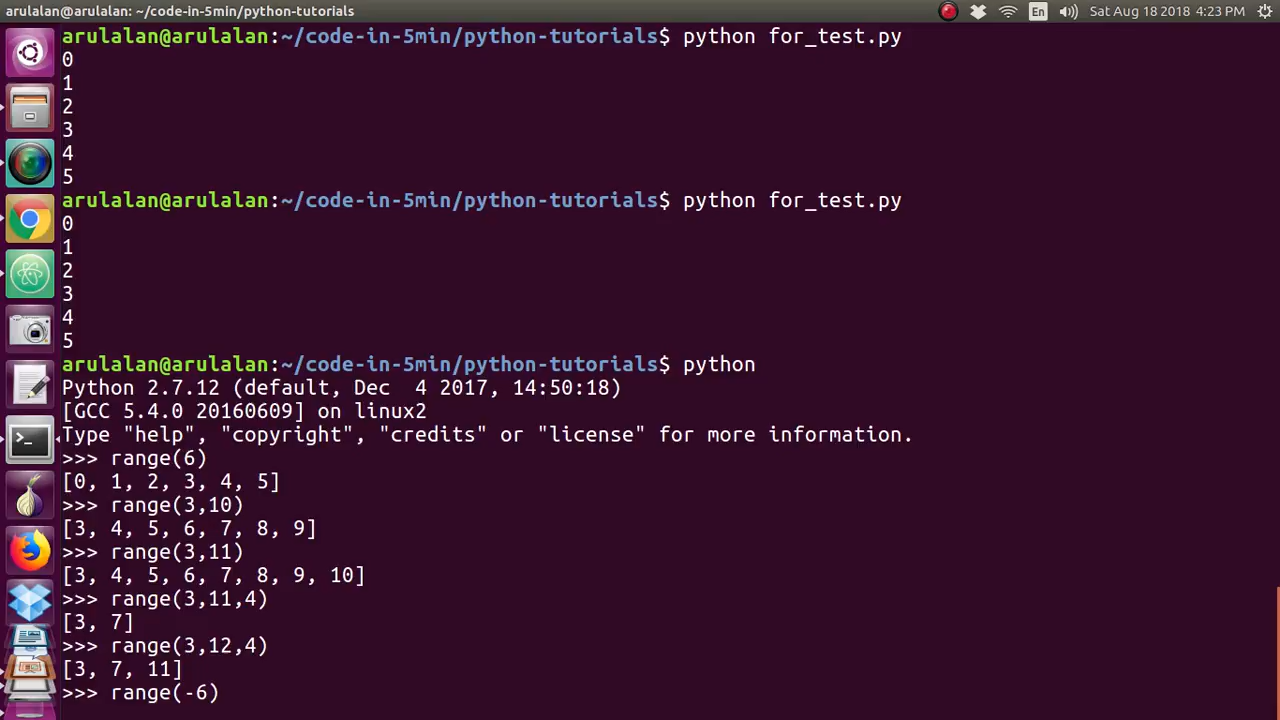 arulalan@arulalan: ~/code-in-5min/python-tutorials En Sat Aug 18 2018 4:23 PM
arulalan@arulalan:~/code-in-5min/python-tutorials$ python for_test.py
0
1
2
3
4
5
arulalan@arulalan:~/code-in-5min/python-tutorials$ python for_test.py
0
1
2
3
4
5
arulalan@arulalan:~/code-in-5min/python-tutorials$ python
Python 2.7.12 (default, Dec  4 2017, 14:50:18)
[GCC 5.4.0 20160609] on linux2
Type "help", "copyright", "credits" or "license" for more information.
>>> range(6)
[0, 1, 2, 3, 4, 5]
>>> range(3,10)
[3, 4, 5, 6, 7, 8, 9]
>>> range(3,11)
[3, 4, 5, 6, 7, 8, 9, 10]
>>> range(3,11,4)
[3, 7]
>>> range(3,12,4)
[3, 7, 11]
>>> range(-6)